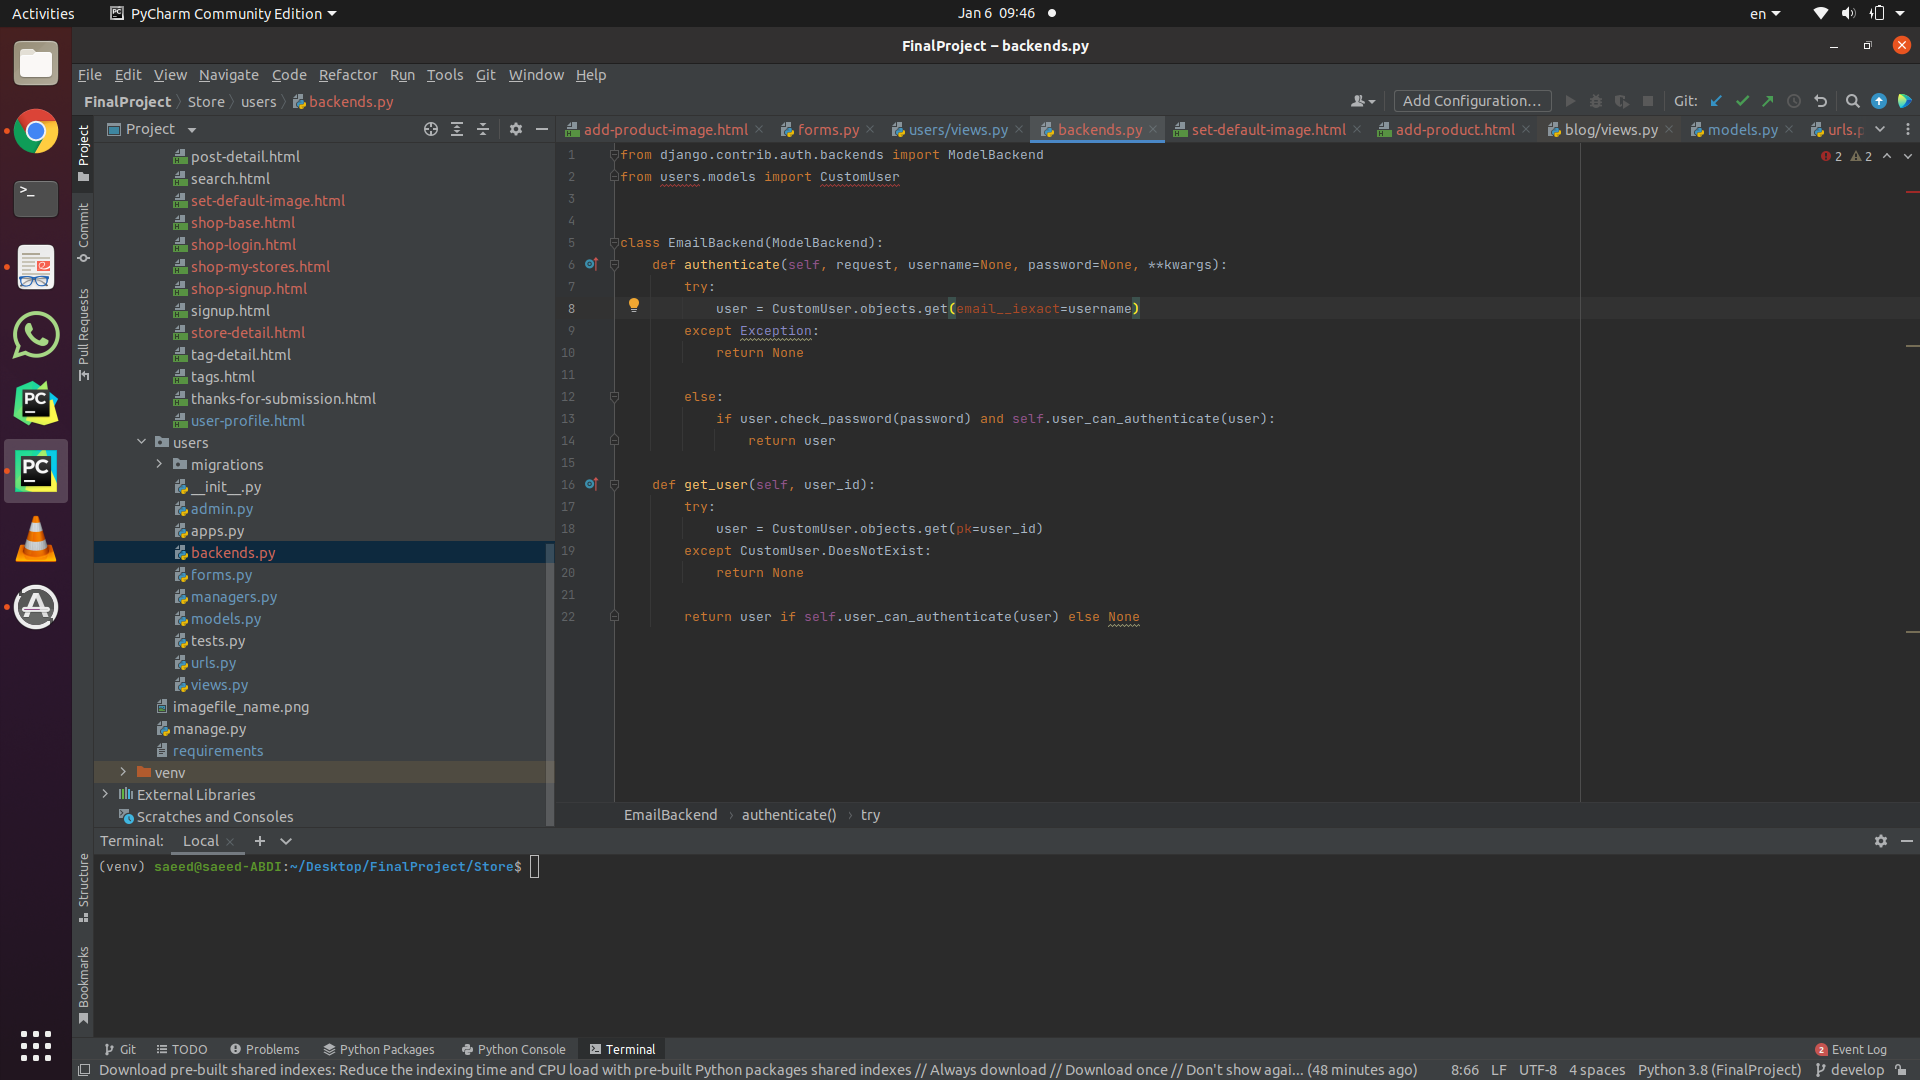 Activities
PyCharm Community Edition
Jan 6 09:46
en
FinalProject – backends.py
File Edit View Navigate Code Refactor Run Tools Git Window Help
FinalProject Store users backends.py
Add Configuration...
Git:
Project
Commit
Pull Requests
Structure
Bookmarks
Project
post-detail.html
search.html
set-default-image.html
shop-base.html
shop-login.html
shop-my-stores.html
shop-signup.html
signup.html
store-detail.html
tag-detail.html
tags.html
thanks-for-submission.html
user-profile.html
users
migrations
__init__.py
admin.py
apps.py
backends.py
forms.py
managers.py
models.py
tests.py
urls.py
views.py
imagefile_name.png
manage.py
requirements
venv
External Libraries
Scratches and Consoles
add-product-image.html forms.py users/views.py backends.py set-default-image.html add-product.html blog/views.py models.py urls.p
2 2
1 from django.contrib.auth.backends import ModelBackend
2 from users.models import CustomUser
3
4
5 class EmailBackend(ModelBackend):
6 def authenticate(self, request, username=None, password=None, **kwargs):
7 try:
8 user = CustomUser.objects.get(email__iexact=username)
9 except Exception:
10 return None
11
12 else:
13 if user.check_password(password) and self.user_can_authenticate(user):
14 return user
15
16 def get_user(self, user_id):
17 try:
18 user = CustomUser.objects.get(pk=user_id)
19 except CustomUser.DoesNotExist:
20 return None
21
22 return user if self.user_can_authenticate(user) else None
EmailBackend authenticate() try
Terminal: Local
(venv) saeed@saeed-ABDI:~/Desktop/FinalProject/Store$
Git TODO Problems Python Packages Python Console Terminal
2 Event Log
Download pre-built shared indexes: Reduce the indexing time and CPU load with pre-built Python packages shared indexes // Always download // Download once // Don't show agai... (48 minutes ago)
8:66 LF UTF-8 4 spaces Python 3.8 (FinalProject) develop